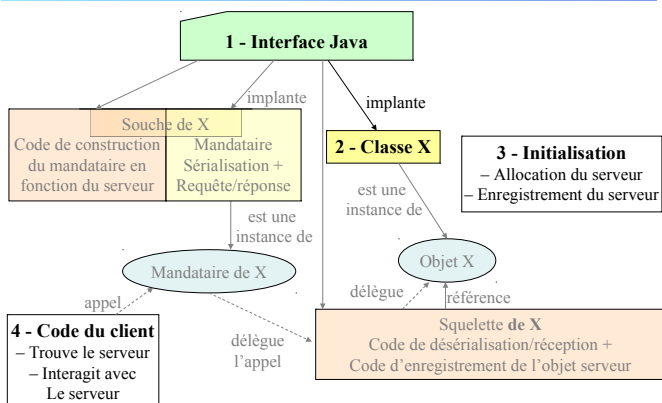 1 - Interface Java
implante
implante
Souche de X
Code de construction
du mandataire en
fonction du serveur
Mandataire
Sérialisation +
Requête/réponse
2 - Classe X
3 - Initialisation
– Allocation du serveur
– Enregistrement du serveur
est une
instance de
est une
instance de
Mandataire de X
Objet X
appel
délègue
référence
4 - Code du client
– Trouve le serveur
– Interagit avec
Le serveur
délègue
l'appel
Squelette de X
Code de désérialisation/réception +
Code d'enregistrement de l'objet serveur